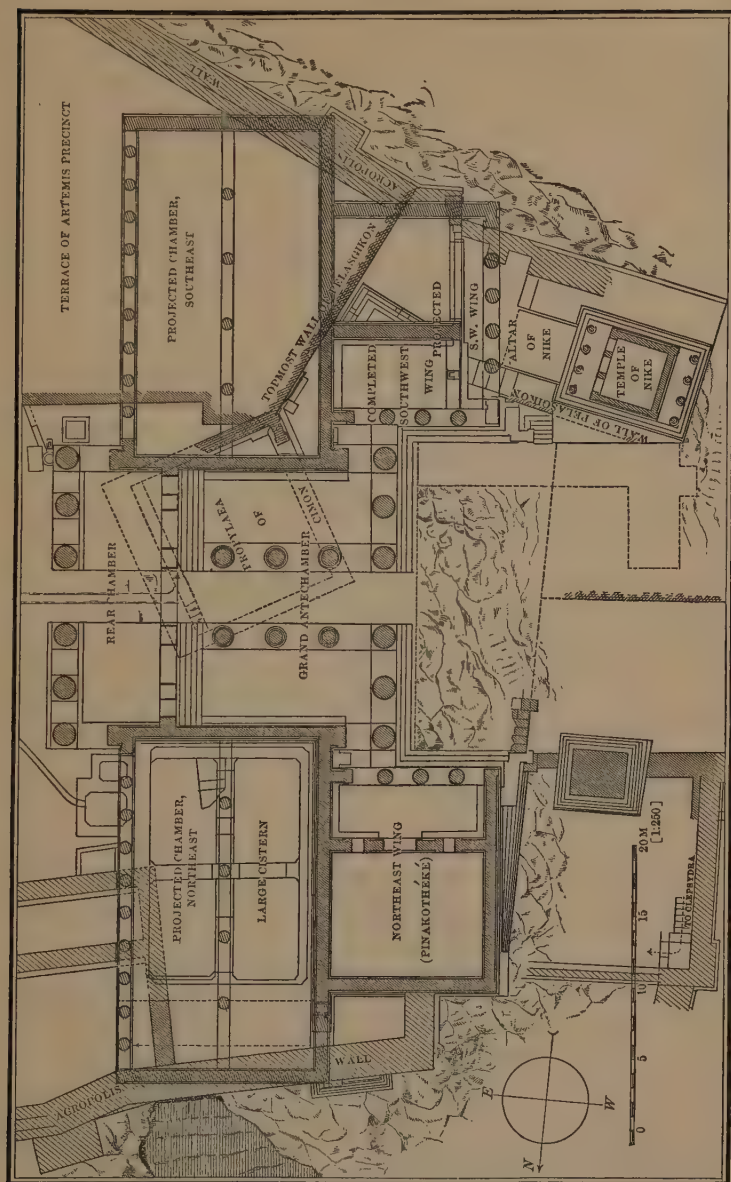 ACROPOLIS
WALL
PROJECTED CHAMBER,
NORTHEAST
LARGE CISTERN
REAR CHAMBER
TERRACE OF ARTEMIS PRECINCT
PROJECTED CHAMBER,
SOUTHEAST
WALL
ACROPOLIS
PROPYLAEA
OF
CIMON
GRAND ANTECHAMBER
TOPMOST WALL
PELASGIKON
NORTHEAST WING
(PINAKOTHĒKĒ)
COMPLETED
SOUTHWEST
WING
PROJECTED
S.W. WING
ALTAR
OF
NIKE
WALL OF PELASGIKON
TEMPLE
OF
NIKE
N
E
W
0
5
10
15
20 M
[1:250]
TO CLEPSYDRA